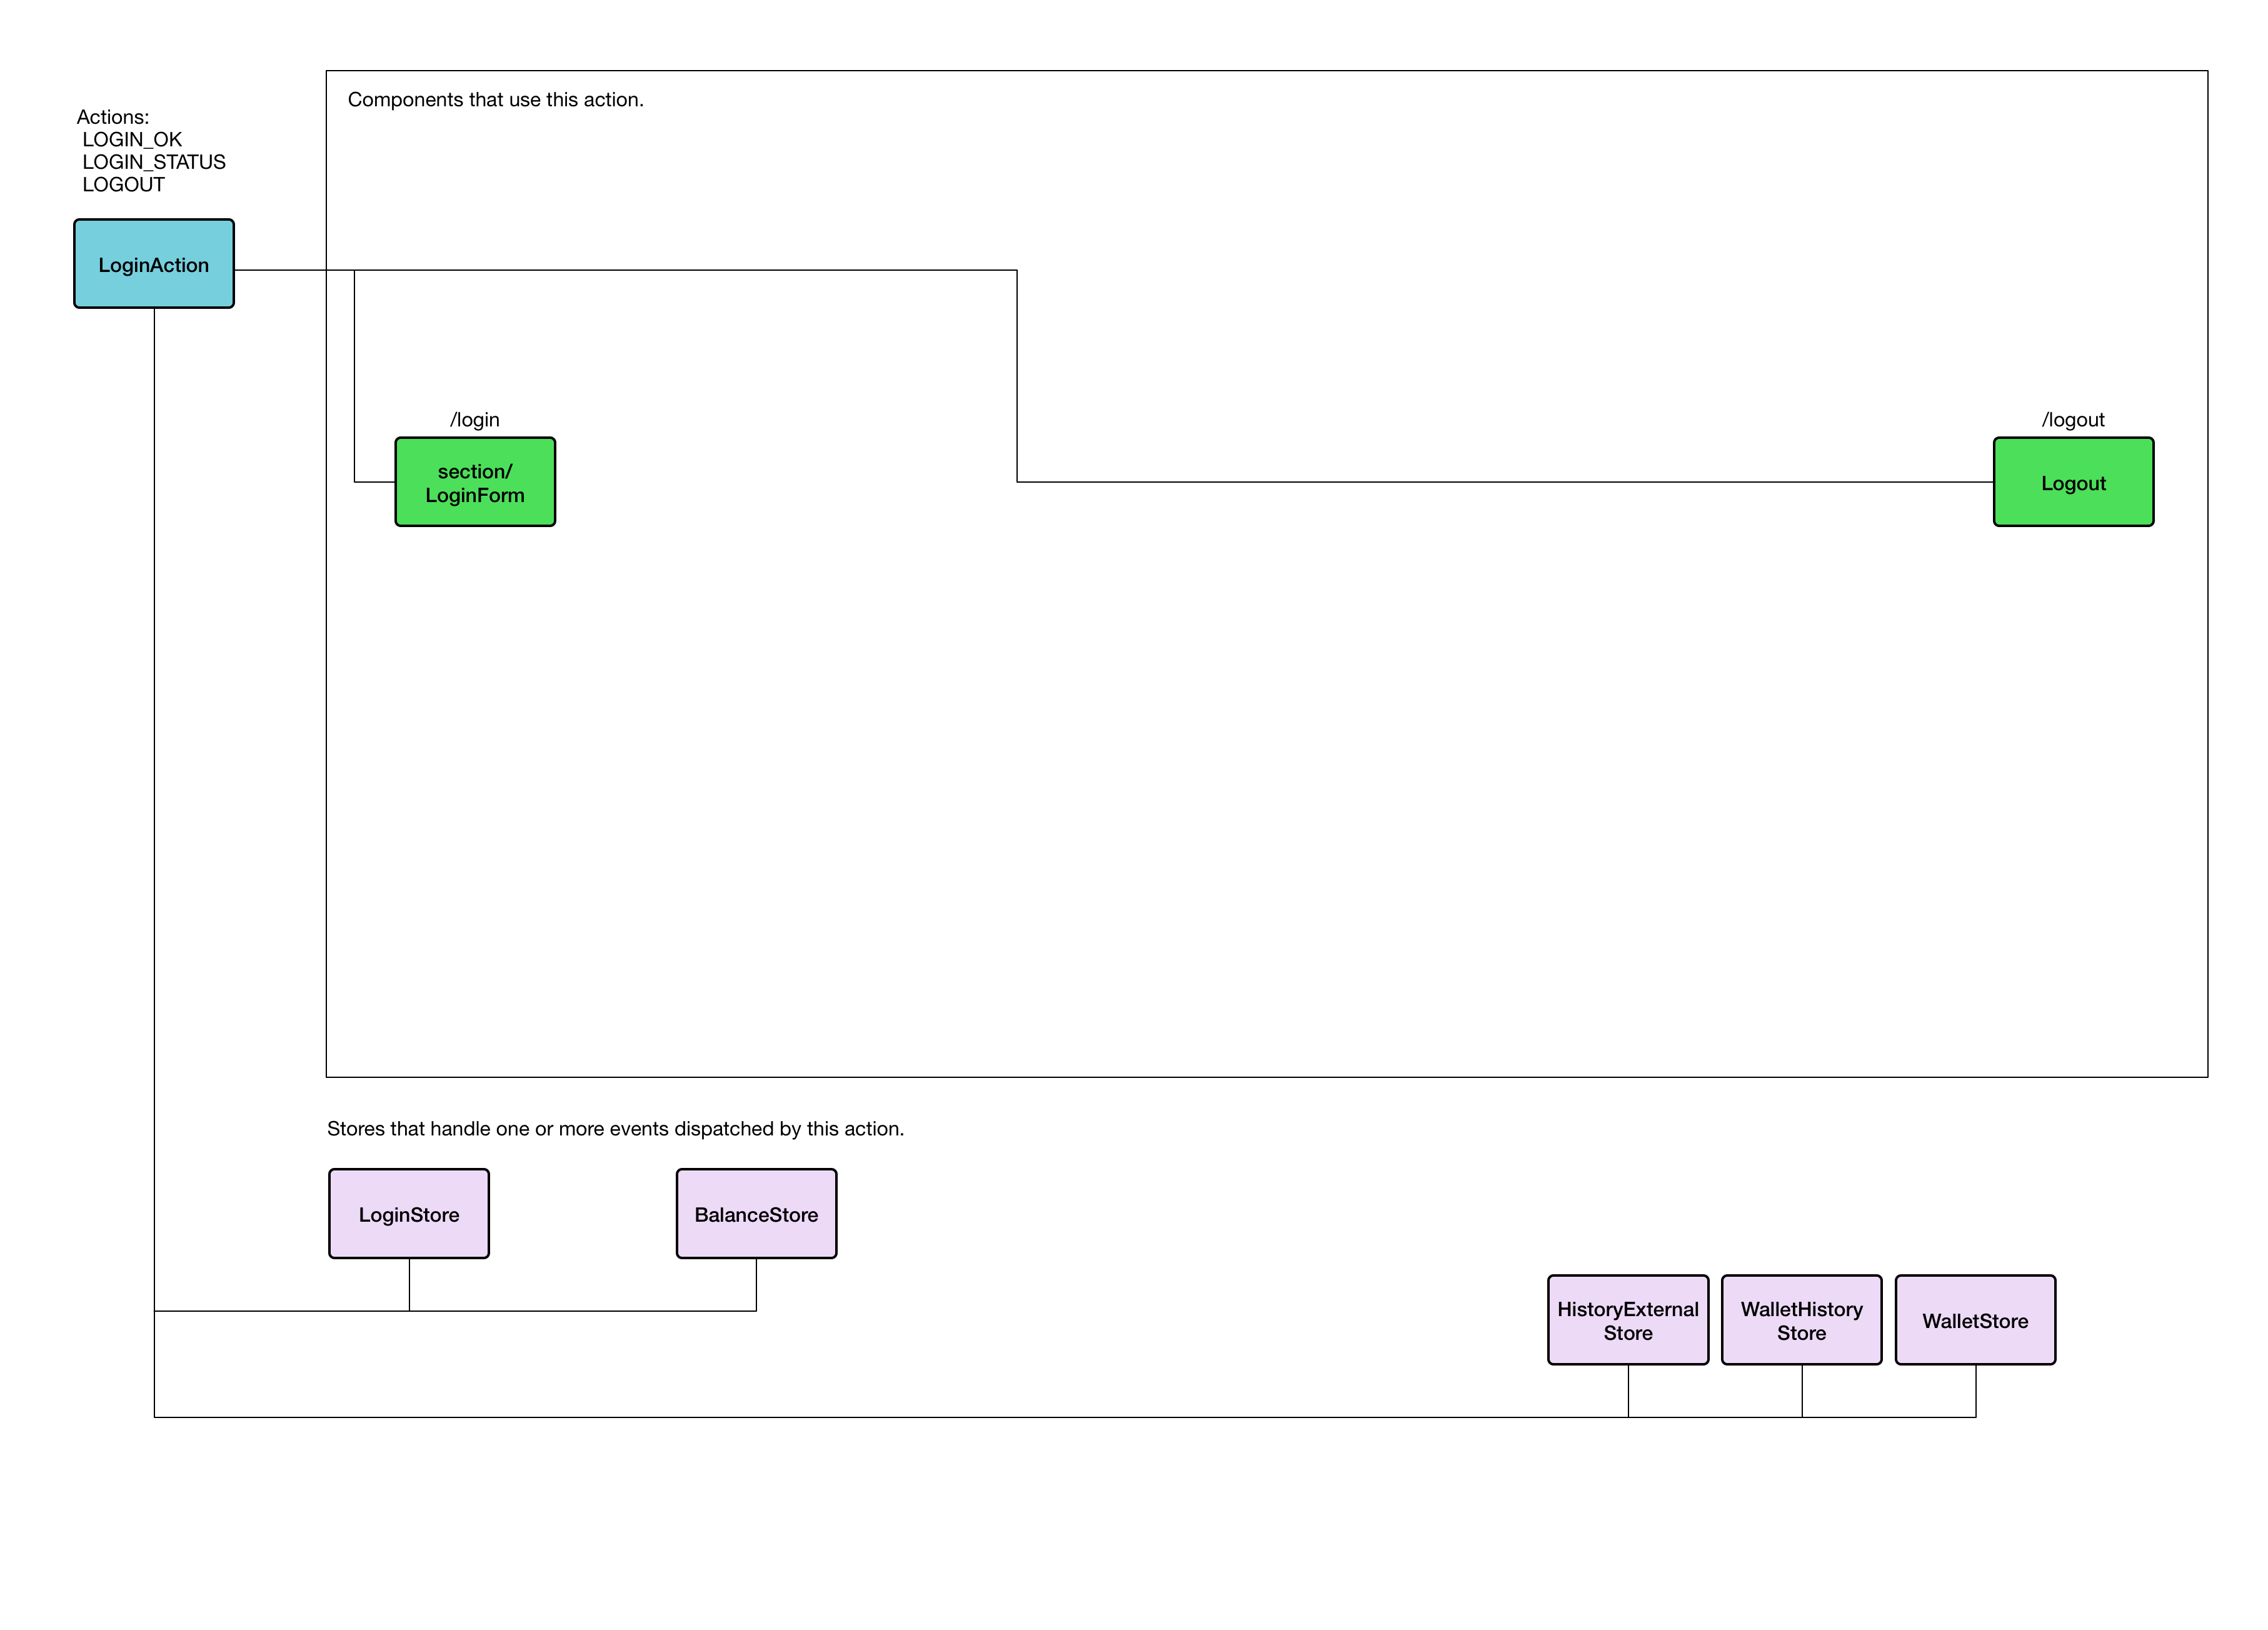 Components that use this action.
Actions:
LOGIN_OK
LOGIN_STATUS
LOGOUT
LoginAction
/login
section/
LoginForm
/logout
Logout
Stores that handle one or more events dispatched by this action.
LoginStore
BalanceStore
HistoryExternal
Store
WalletHistory
Store
WalletStore